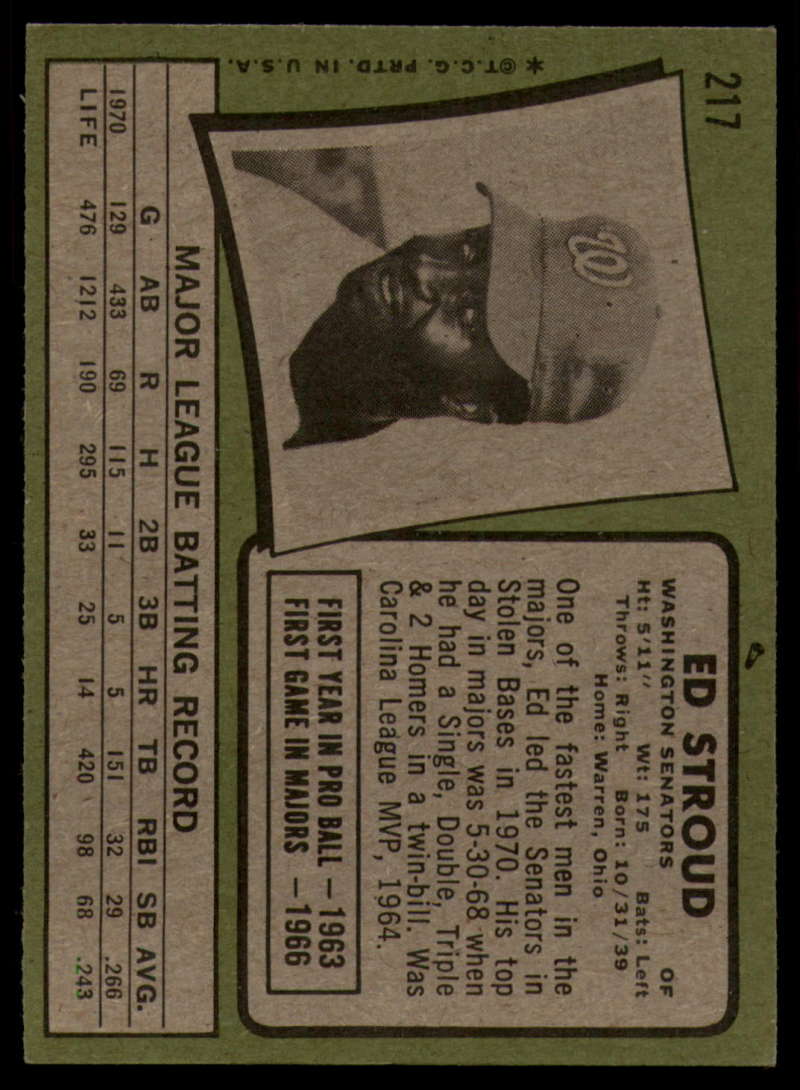 217
* ©T.C.G. PRTD. IN U.S.A.
W
ED STROUD
OF
WASHINGTON SENATORS
Ht: 5'11" Wt: 175 Bats: Left
Throws: Right Born: 10/31/39
Home: Warren, Ohio
One of the fastest men in the
majors, Ed led the Senators in
Stolen Bases in 1970. His top
day in majors was 5-30-68 when
he had a Single, Double, Triple
& 2 Homers in a twin-bill. Was
Carolina League MVP, 1964.
FIRST YEAR IN PRO BALL — 1963
FIRST GAME IN MAJORS — 1966
MAJOR LEAGUE BATTING RECORD
G AB R H 2B 3B HR TB RBI SB AVG.
1970 129 433 69 115 11 5 5 151 32 29 .266
LIFE 476 1212 190 295 33 25 14 420 98 68 .243